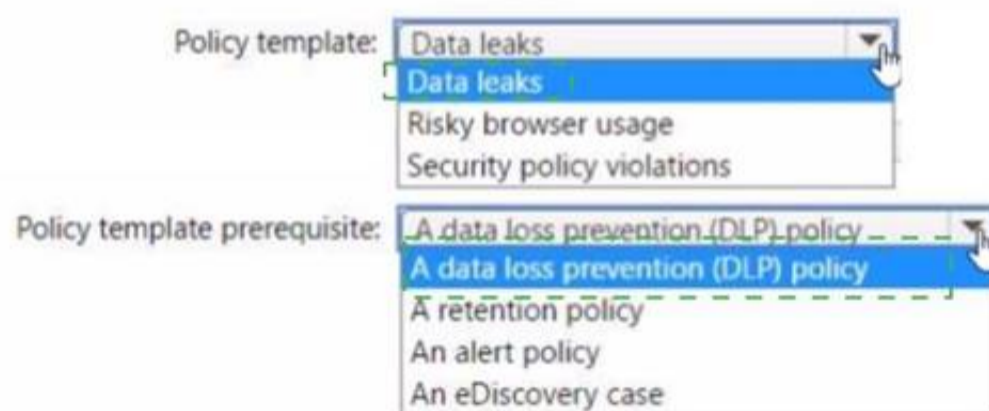 Policy template: Data leaks
Data leaks
Risky browser usage
Security policy violations
Policy template prerequisite: A data loss prevention (DLP) policy
A data loss prevention (DLP) policy
A retention policy
An alert policy
An eDiscovery case